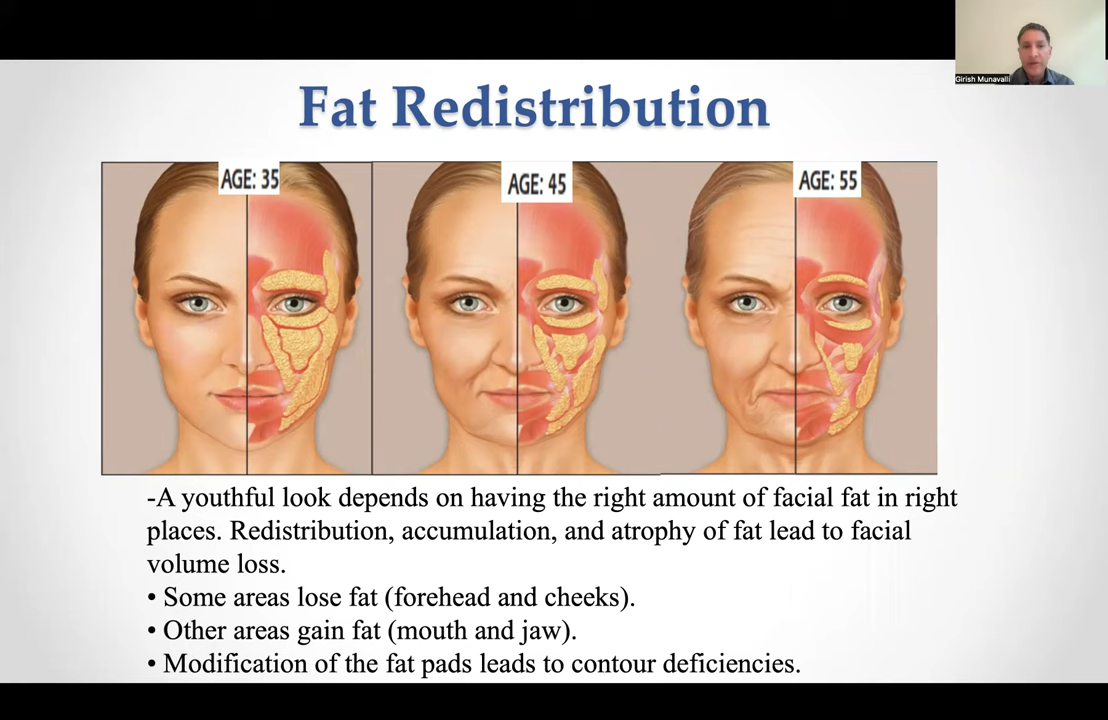 Girish Munavalli
Fat Redistribution
AGE: 35
AGE: 45
AGE: 55
-A youthful look depends on having the right amount of facial fat in right
places. Redistribution, accumulation, and atrophy of fat lead to facial
volume loss.
• Some areas lose fat (forehead and cheeks).
• Other areas gain fat (mouth and jaw).
• Modification of the fat pads leads to contour deficiencies.